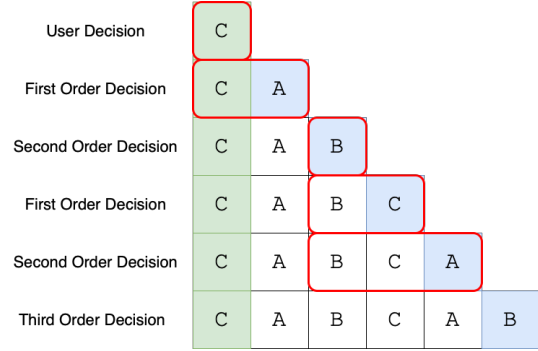 User Decision C
First Order Decision C A
Second Order Decision C A B
First Order Decision C A B C
Second Order Decision C A B C A
Third Order Decision C A B C A B